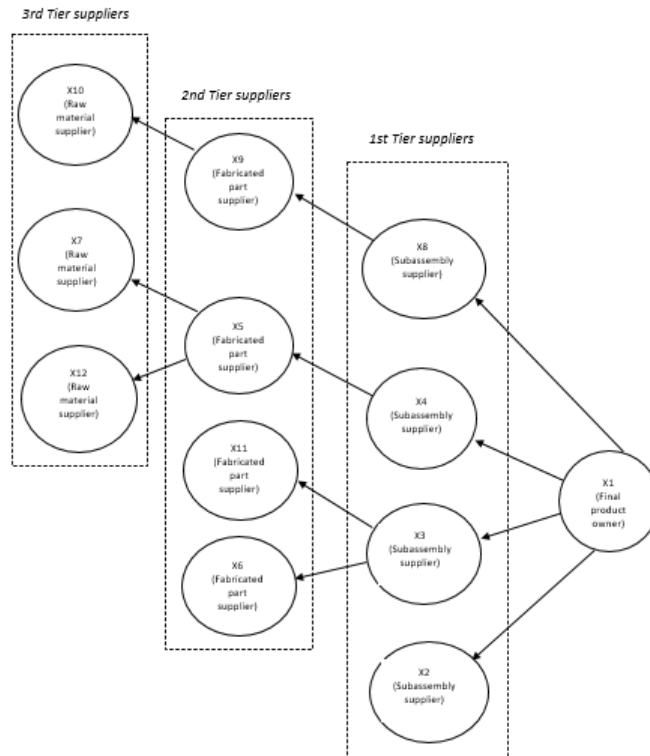 3rd Tier suppliers
X10
(Raw
material
supplier)
X7
(Raw
material
supplier)
X12
(Raw
material
supplier)
2nd Tier suppliers
X9
(Fabricated
part
supplier)
X5
(Fabricated
part
supplier)
X11
(Fabricated
part
supplier)
X6
(Fabricated
part
supplier)
1st Tier suppliers
X8
(Subassembly
supplier)
X4
(Subassembly
supplier)
X3
(Subassembly
supplier)
X2
(Subassembly
supplier)
X1
(Final
product
owner)